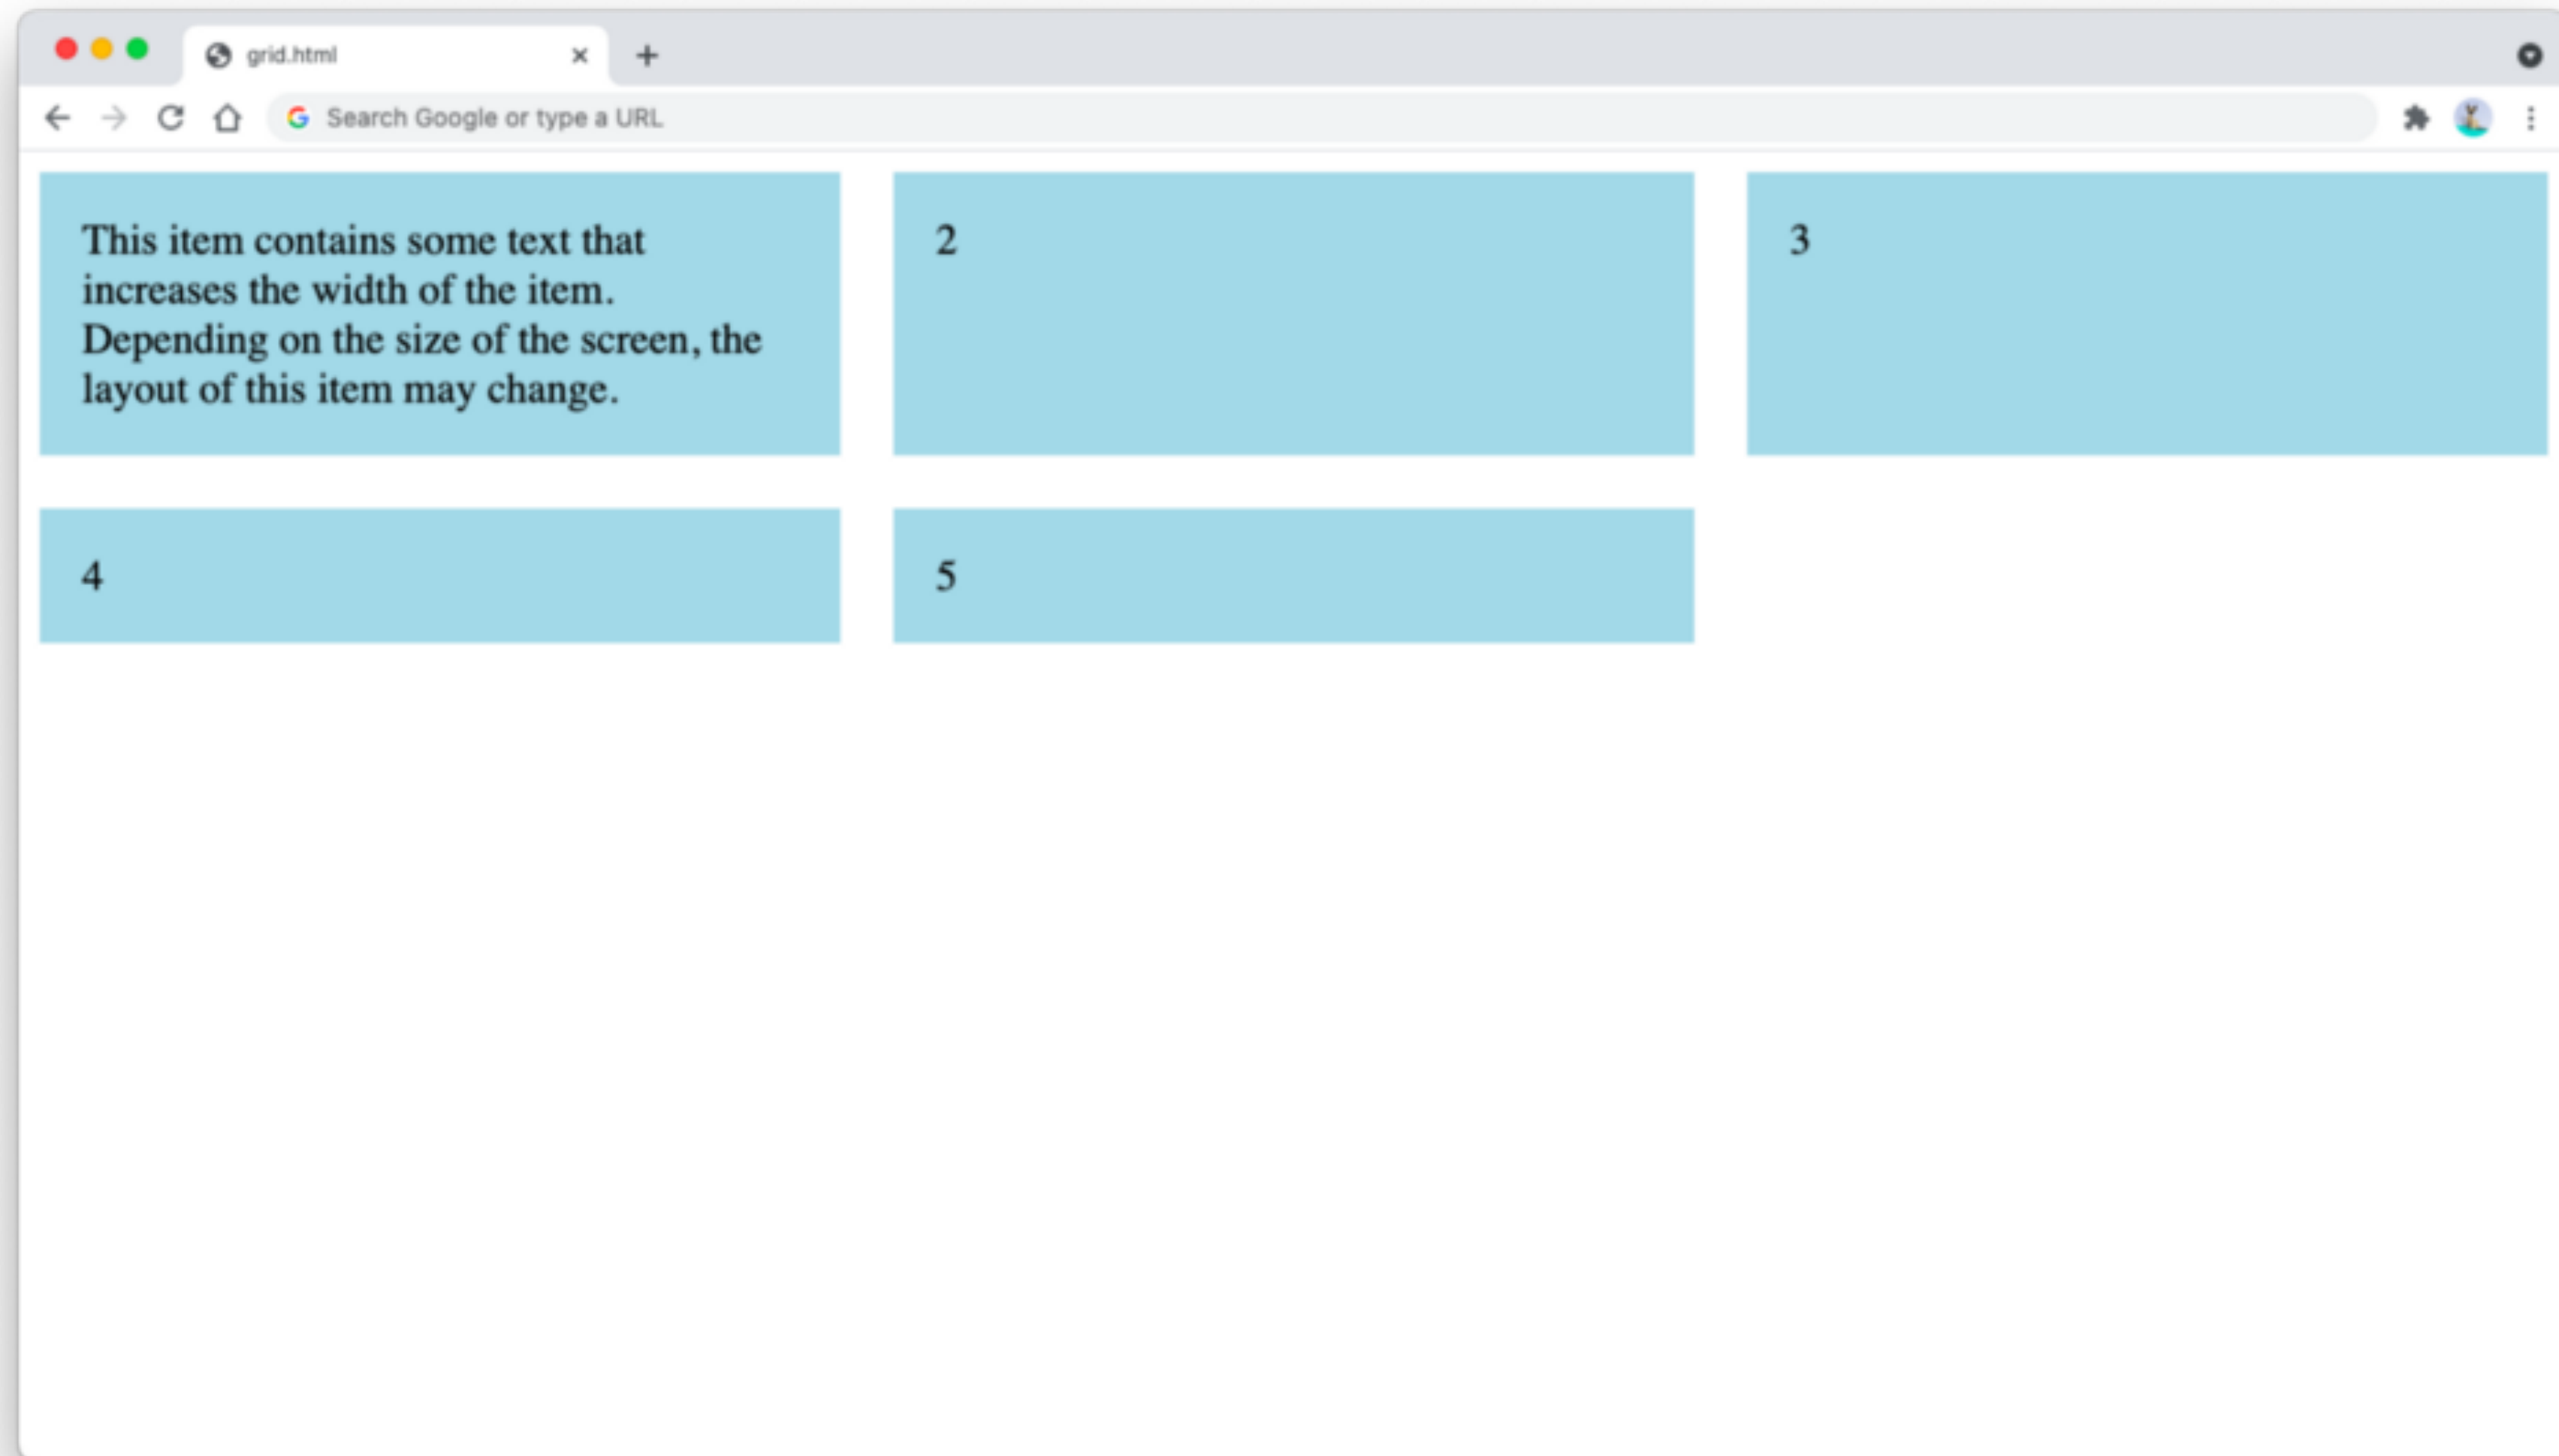 grid.html
Search Google or type a URL
This item contains some text that
increases the width of the item.
Depending on the size of the screen, the
layout of this item may change.
2
3
4
5